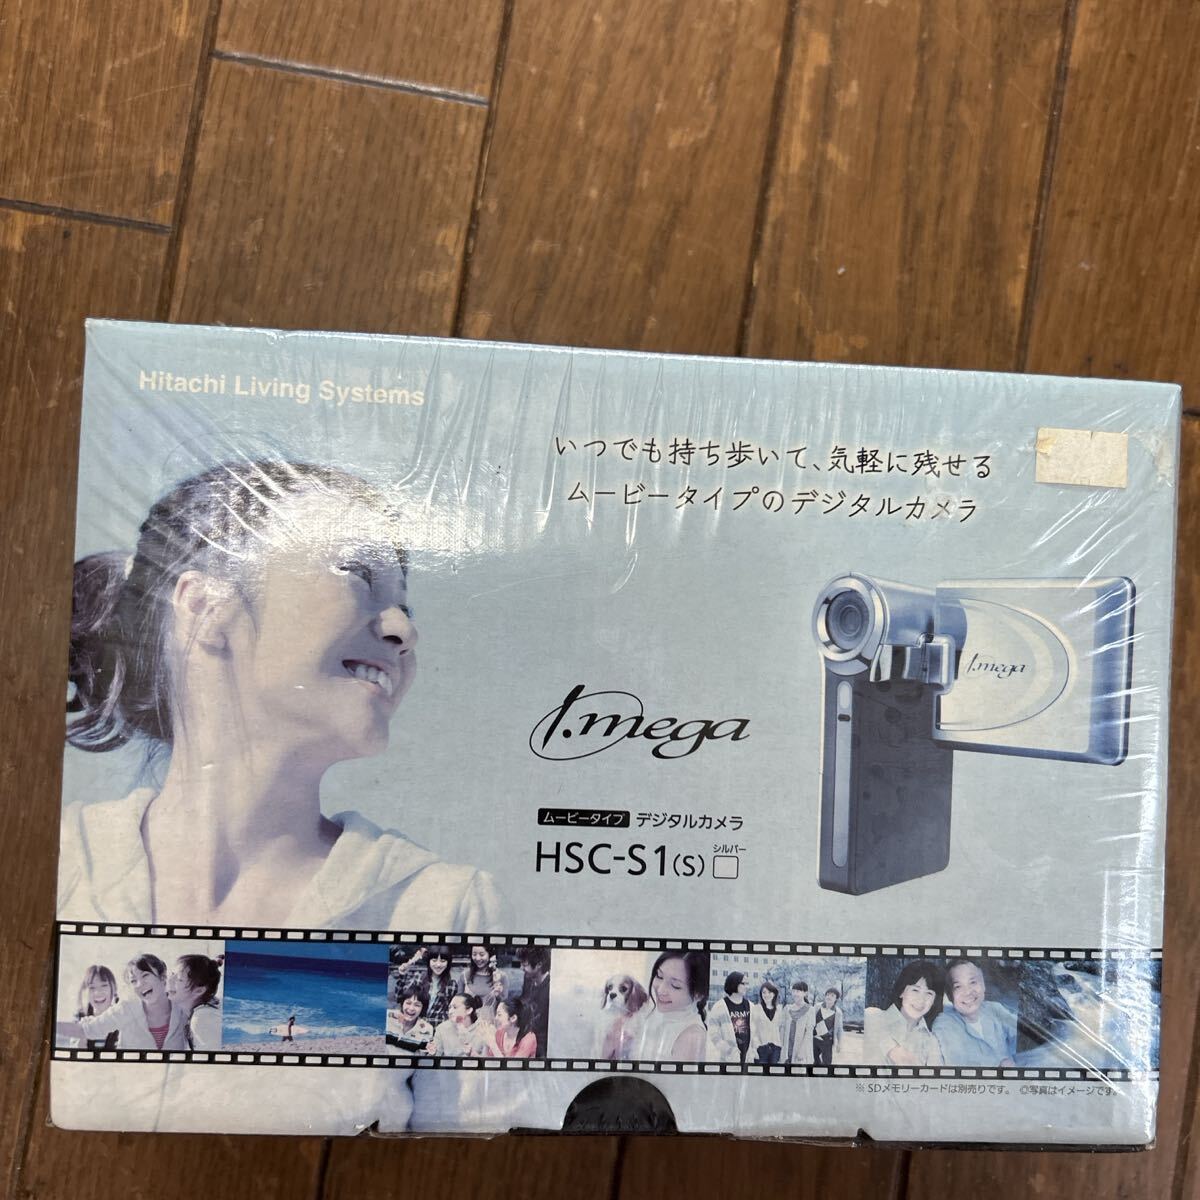 Hitachi Living Systems
いつでも持ち歩いて、気軽に残せる
ムービータイプのデジタルカメラ
I.mega
I.mega
ムービータイプ デジタルカメラ
シルバー
HSC-S1(S)
ARMY
※SDメモリーカードは別売りです。 ◎写真はイメージです。